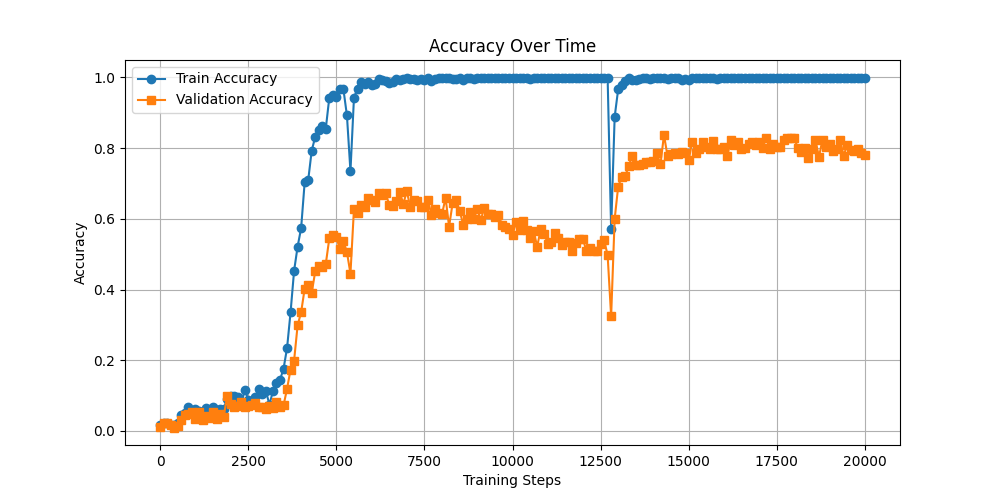 Accuracy Over Time
Train Accuracy
Validation Accuracy
1.0
0.8
0.6
0.4
0.2
0.0
Accuracy
0 2500 5000 7500 10000 12500 15000 17500 20000
Training Steps